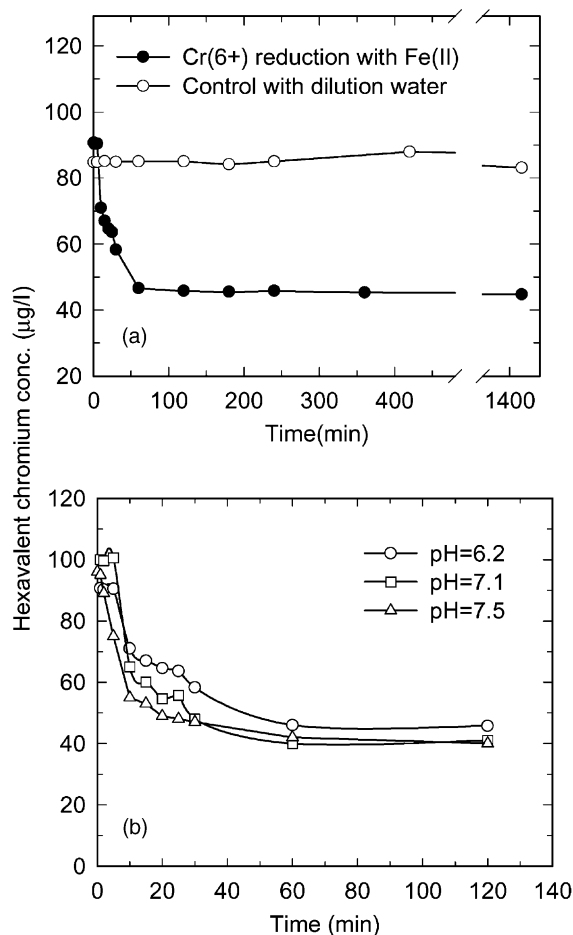 120
Cr(6+) reduction with Fe(II)
Control with dilution water
100
80
60
40
20
(a)
0 100 200 300 400 1400
Time(min)
Hexavalent chromium conc. (µg/l)
120
pH=6.2
pH=7.1
pH=7.5
100
80
60
40
20
(b)
0
0 20 40 60 80 100 120 140
Time (min)